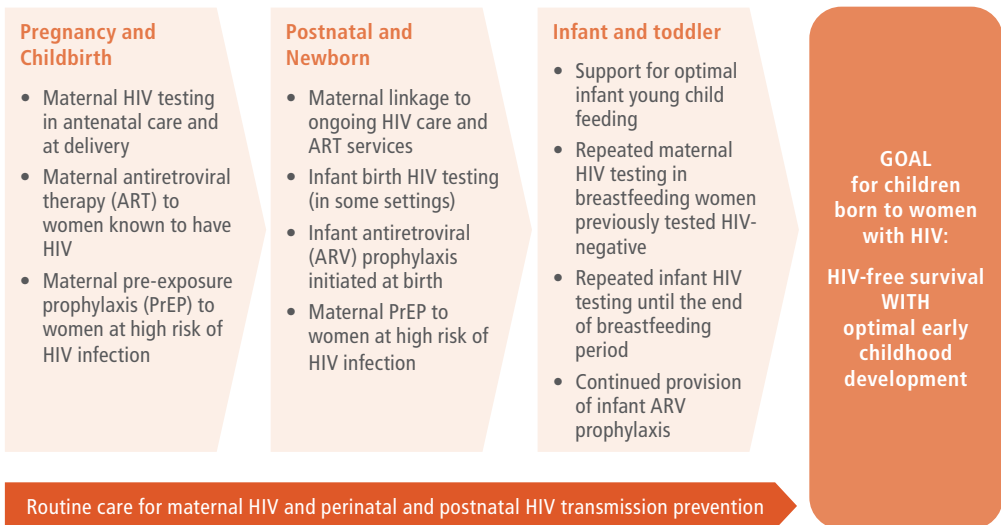 Pregnancy and
Childbirth
• Maternal HIV testing
in antenatal care and
at delivery
• Maternal antiretroviral
therapy (ART) to
women known to have
HIV
• Maternal pre-exposure
prophylaxis (PrEP) to
women at high risk of
HIV infection
Postnatal and
Newborn
• Maternal linkage to
ongoing HIV care and
ART services
• Infant birth HIV testing
(in some settings)
• Infant antiretroviral
(ARV) prophylaxis
initiated at birth
• Maternal PrEP to
women at high risk of
HIV infection
Infant and toddler
• Support for optimal
infant young child
feeding
• Repeated maternal
HIV testing in
breastfeeding women
previously tested HIV-
negative
• Repeated infant HIV
testing until the end
of breastfeeding
period
• Continued provision
of infant ARV
prophylaxis
GOAL
for children
born to women
with HIV:
HIV-free survival
WITH
optimal early
childhood
development
Routine care for maternal HIV and perinatal and postnatal HIV transmission prevention